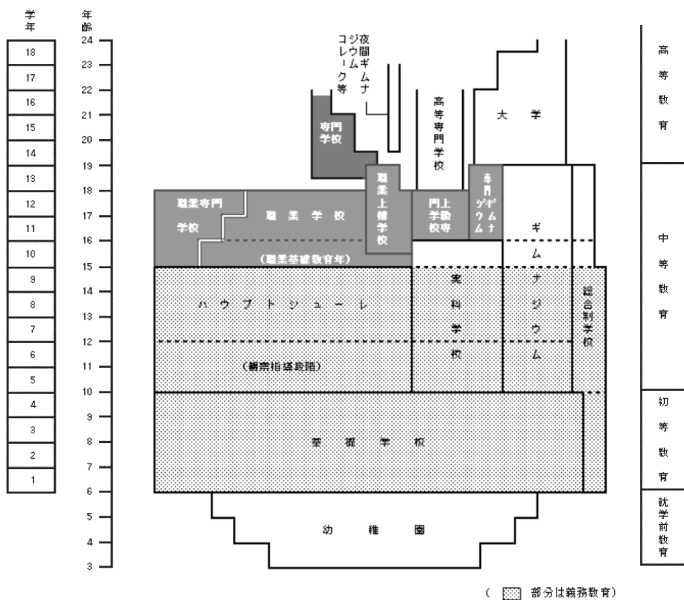 学年
年齢
18
17
16
15
14
13
12
11
10
9
8
7
6
5
4
3
2
1
24
23
22
21
20
19
18
17
16
15
14
13
12
11
10
9
8
7
6
5
4
3
夜間ギムナジウム
コレーク等
専門学校
高等専門学校
大学
職業専門学校
職業学校
職業上構学校
上級専門学校
専門ギムナジウム
(職業基礎教育年)
ハウプトシューレ
(観察指導段階)
実科学校
ギムナジウム
総合制学校
基礎学校
幼稚園
高等教育
中等教育
初等教育
就学前教育
( 部分は義務教育)